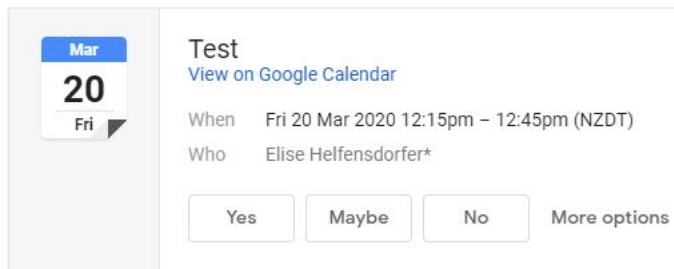 Mar
20
Fri
Test
View on Google Calendar
When Fri 20 Mar 2020 12:15pm – 12:45pm (NZDT)
Who Elise Helfensdorfer*
Yes Maybe No More options